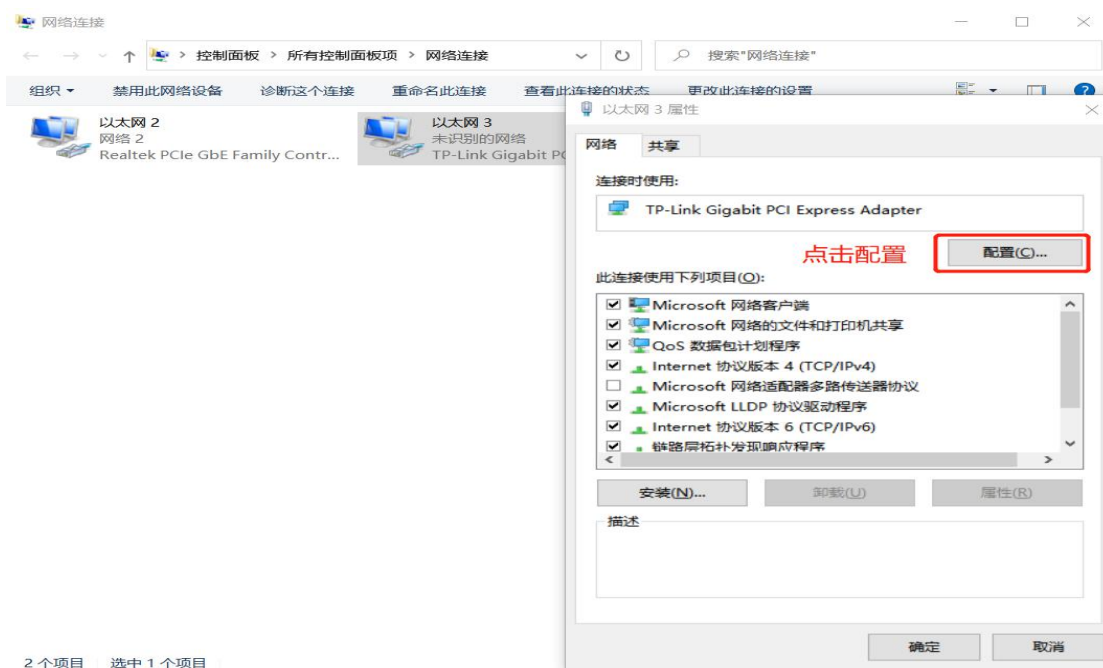 网络连接
控制面板 > 所有控制面板项 > 网络连接
搜索"网络连接"
组织 禁用此网络设备 诊断这个连接 重命名此连接 查看此连接的状态 更改此连接的设置
以太网 2
网络 2
Realtek PCIe GbE Family Contr...
以太网 3
未识别的网络
TP-Link Gigabit PC
以太网 3 属性
网络 共享
连接时使用:
TP-Link Gigabit PCI Express Adapter
点击配置
配置(C)...
此连接使用下列项目(O):
Microsoft 网络客户端
Microsoft 网络的文件和打印机共享
QoS 数据包计划程序
Internet 协议版本 4 (TCP/IPv4)
Microsoft 网络适配器多路传送器协议
Microsoft LLDP 协议驱动程序
Internet 协议版本 6 (TCP/IPv6)
链路层拓扑发现响应程序
安装(N)... 卸载(U) 属性(R)
描述
确定 取消
2 个项目 选中 1 个项目